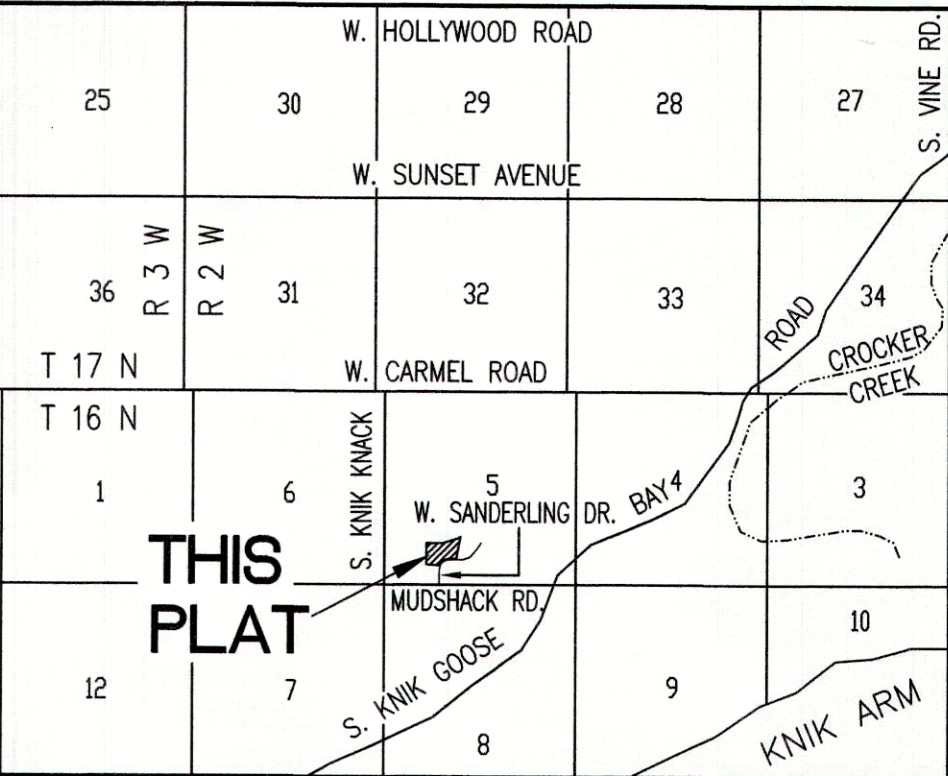 W. HOLLYWOOD ROAD
S. VINE RD.
25
30
29
28
27
W. SUNSET AVENUE
R 3 W
R 2 W
36
31
32
33
34
ROAD
CROCKER
CREEK
T 17 N
W. CARMEL ROAD
T 16 N
S. KNIK KNACK
1
6
5
4
3
W. SANDERLING DR.
BAY
THIS
PLAT
MUDSHACK RD.
S. KNIK GOOSE
10
12
7
8
9
KNIK ARM